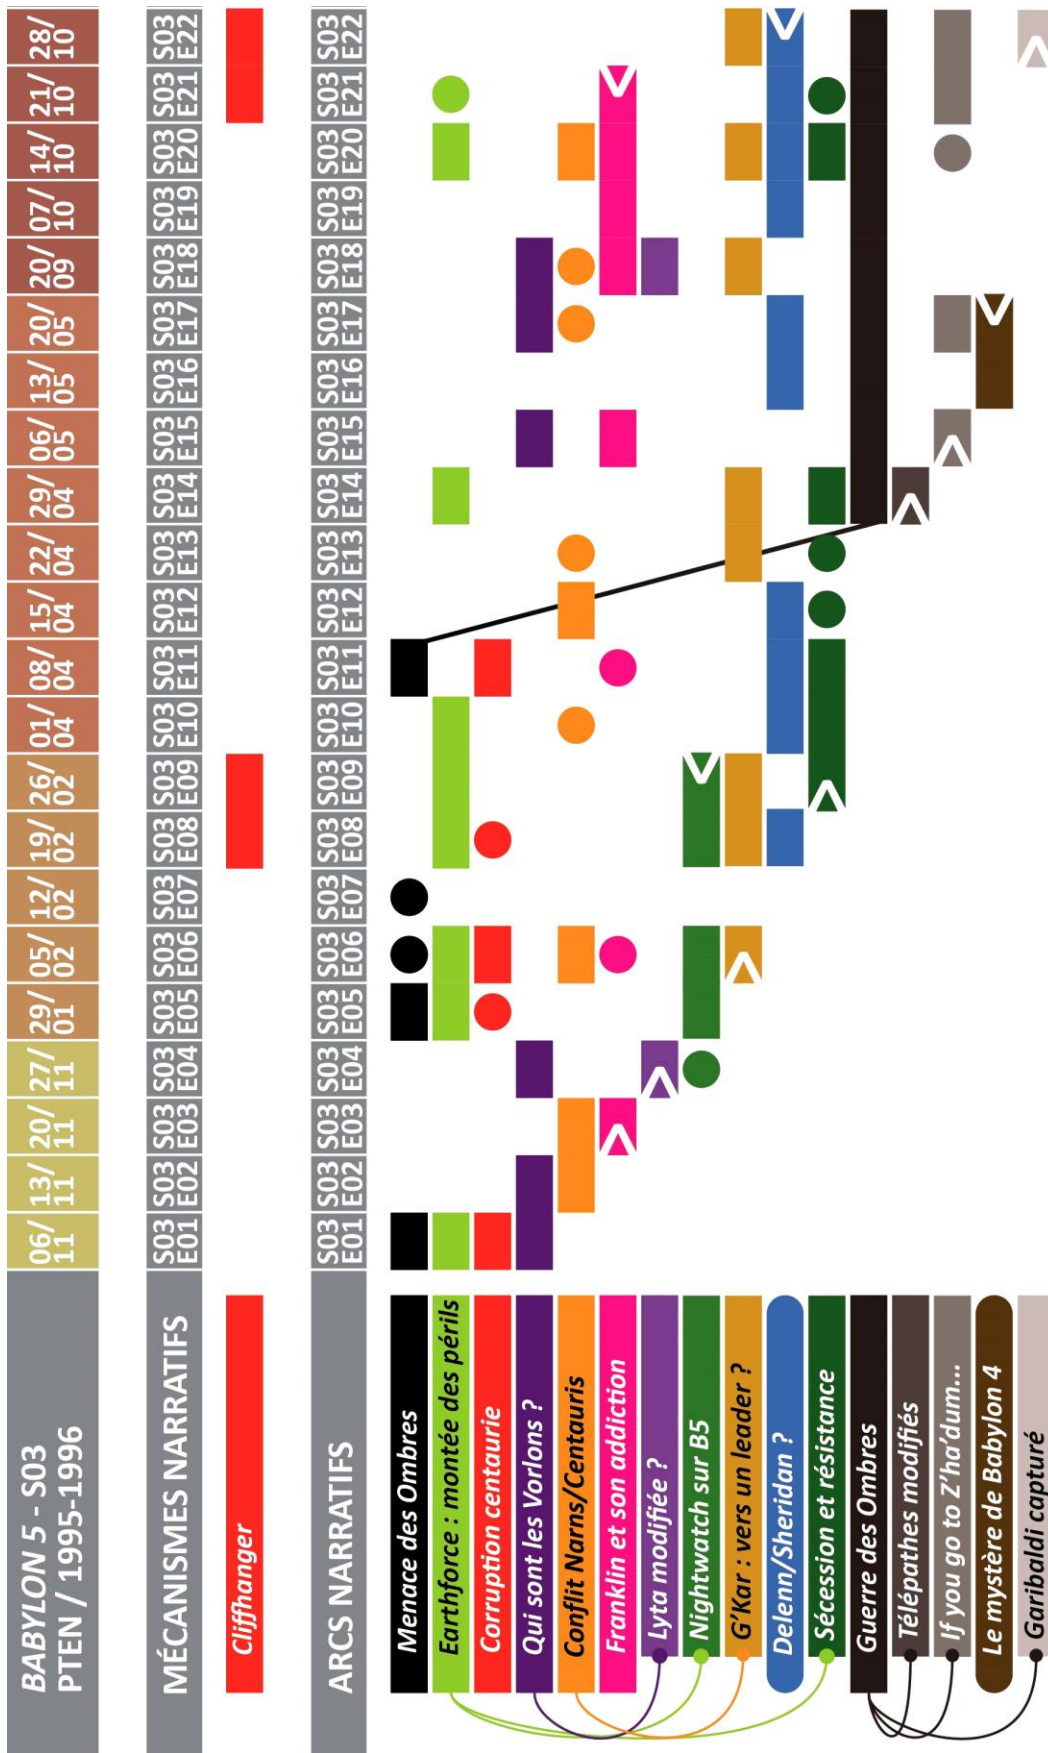 BABYLON 5 - S03
PTEN / 1995-1996
06/11
13/11
20/11
27/11
29/01
05/02
12/02
19/02
26/02
01/04
08/04
15/04
22/04
29/04
06/05
13/05
20/05
20/09
07/10
14/10
21/10
28/10
MÉCANISMES NARRATIFS
S03 E01
S03 E02
S03 E03
S03 E04
S03 E05
S03 E06
S03 E07
S03 E08
S03 E09
S03 E10
S03 E11
S03 E12
S03 E13
S03 E14
S03 E15
S03 E16
S03 E17
S03 E18
S03 E19
S03 E20
S03 E21
S03 E22
Cliffhanger
ARCS NARRATIFS
S03 E01
S03 E02
S03 E03
S03 E04
S03 E05
S03 E06
S03 E07
S03 E08
S03 E09
S03 E10
S03 E11
S03 E12
S03 E13
S03 E14
S03 E15
S03 E16
S03 E17
S03 E18
S03 E19
S03 E20
S03 E21
S03 E22
Menace des Ombres
Earthforce : montée des périls
Corruption centaurie
Qui sont les Vorlons ?
Conflit Narns/Centauris
Franklin et son addiction
Lyta modifiée ?
Nightwatch sur B5
G'Kar : vers un leader ?
Delenn/Sheridan ?
Sécession et résistance
Guerre des Ombres
Télépathes modifiés
If you go to Z'ha'dum...
Le mystère de Babylon 4
Garibaldi capturé